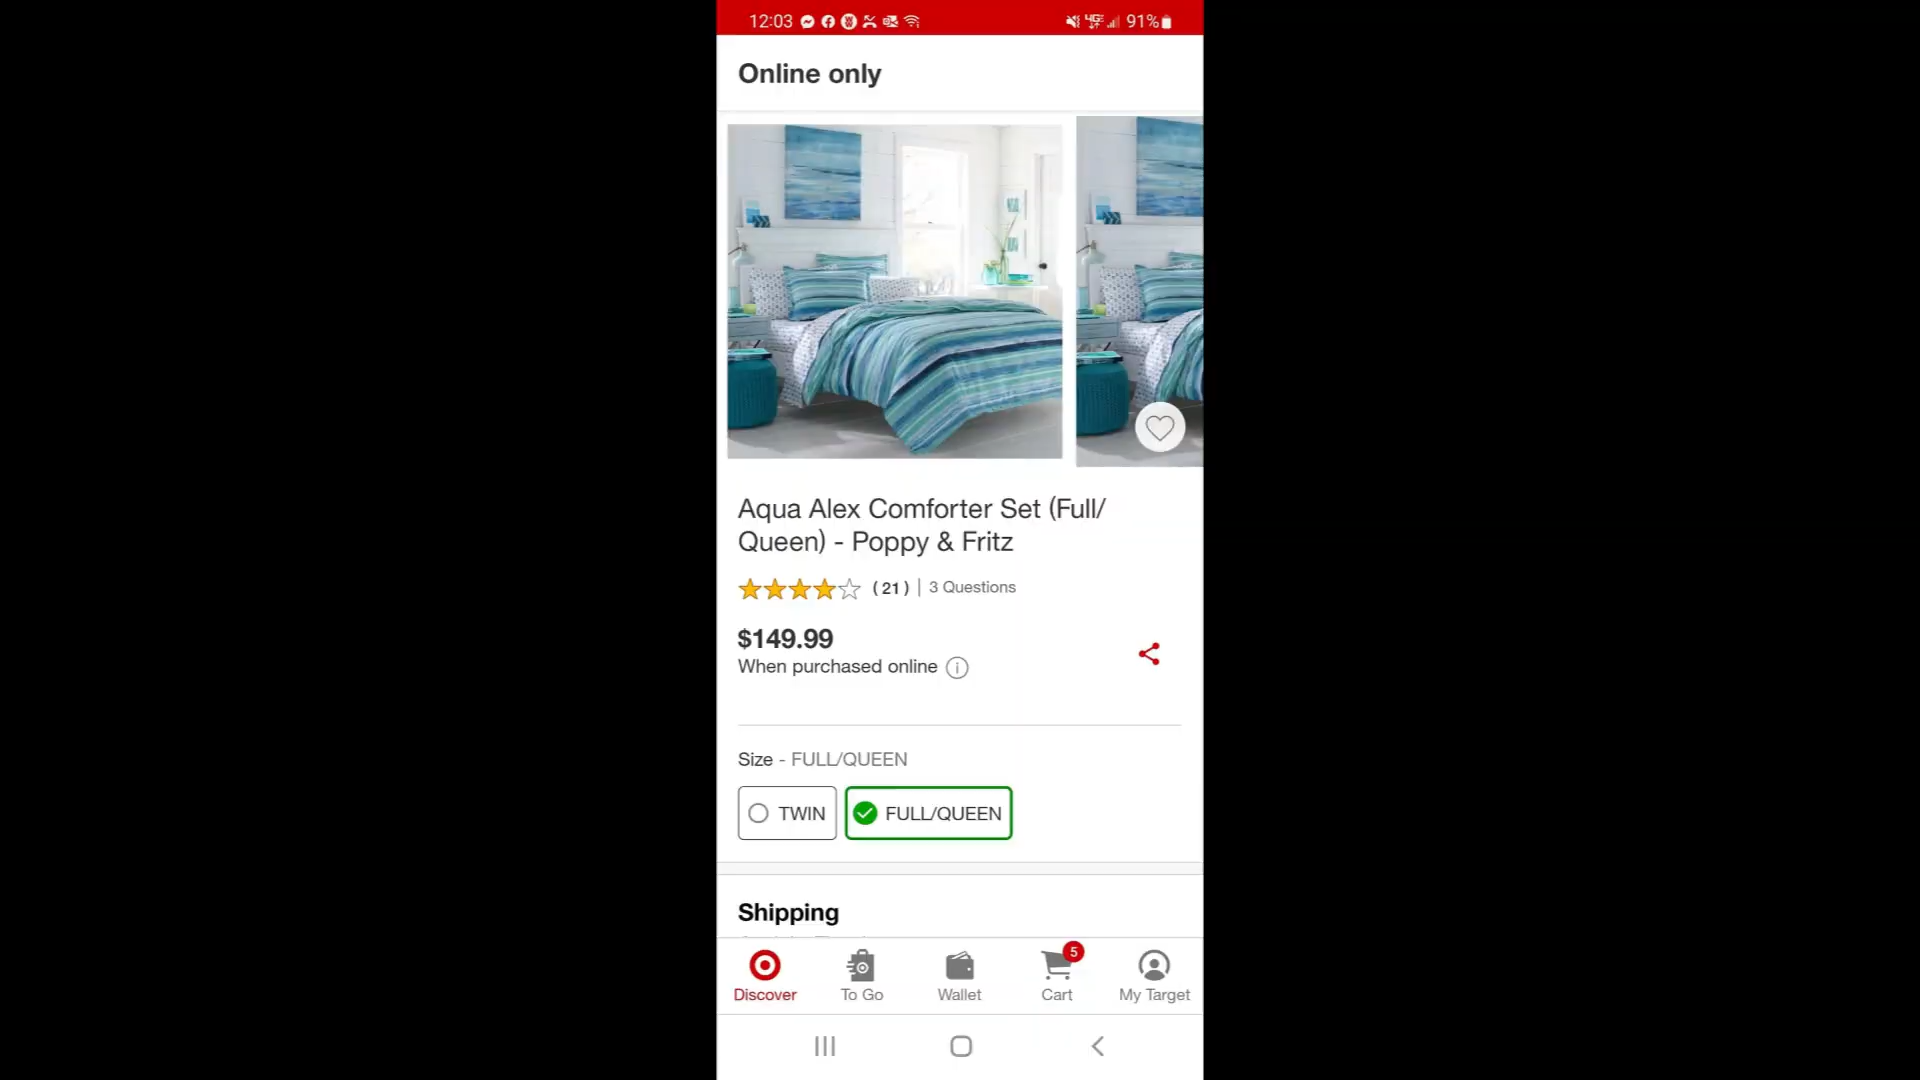 12:03 91%
Online only
Aqua Alex Comforter Set (Full/
Queen) - Poppy & Fritz
(21) | 3 Questions
$149.99
When purchased online
Size - FULL/QUEEN
TWIN FULL/QUEEN
Shipping
5
Discover To Go Wallet Cart My Target